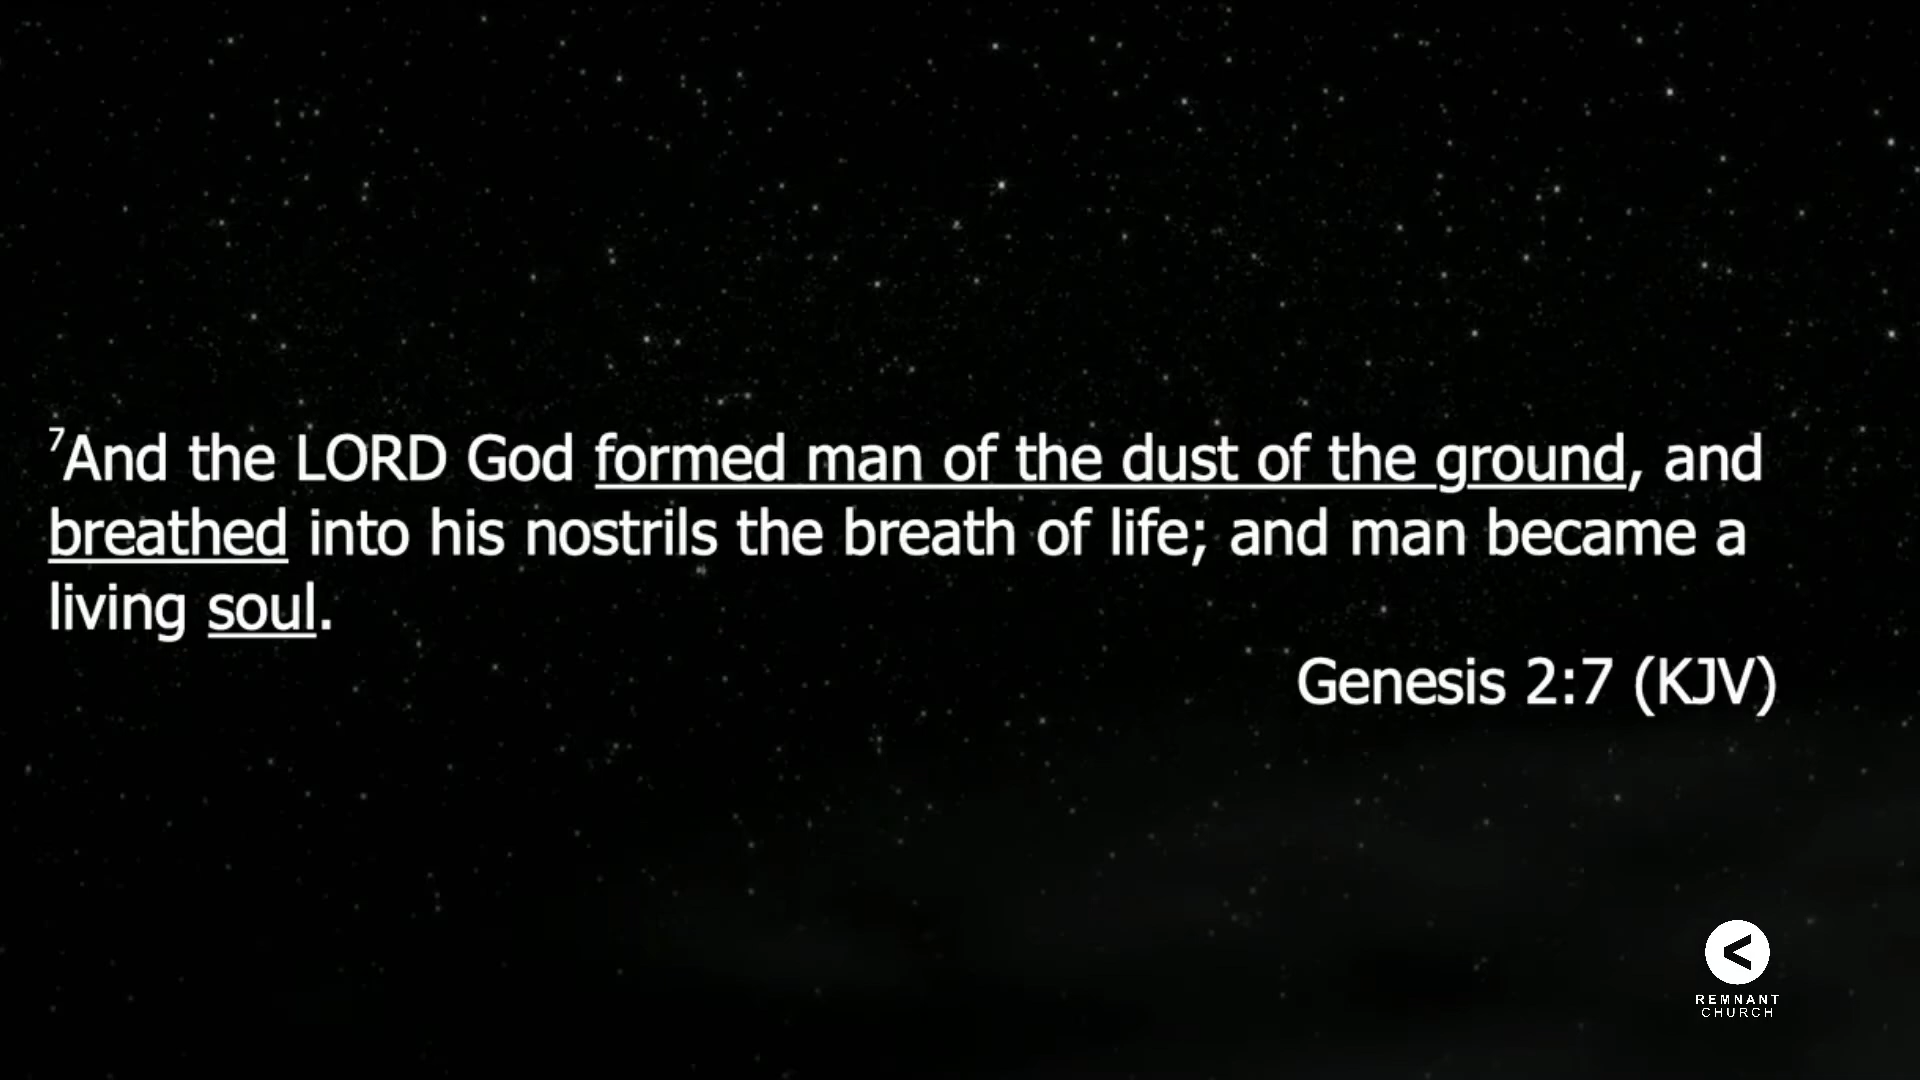 ⁷And the LORD God formed man of the dust of the ground, and
breathed into his nostrils the breath of life; and man became a
living soul.
Genesis 2:7 (KJV)
REMNANT
CHURCH